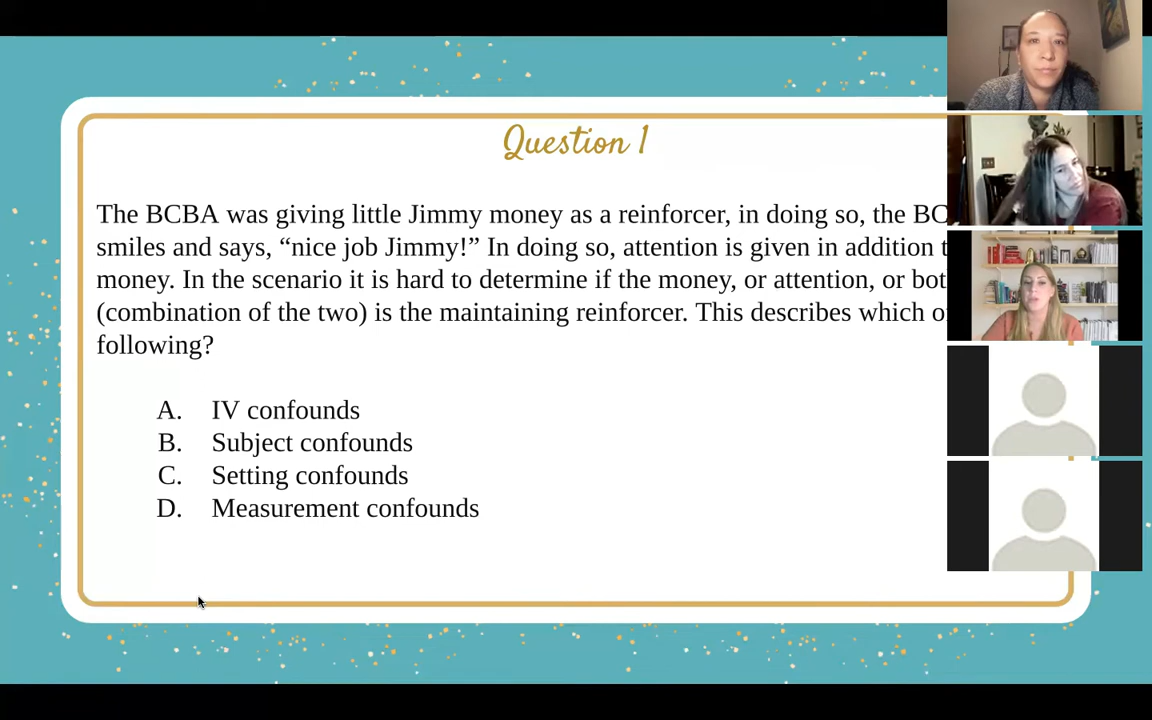 Question 1
The BCBA was giving little Jimmy money as a reinforcer, in doing so, the
smiles and says, “nice job Jimmy!” In doing so, attention is given in addition
money. In the scenario it is hard to determine if the money, or attention, or
(combination of the two) is the maintaining reinforcer. This describes which
following?
A. IV confounds
B. Subject confounds
C. Setting confounds
D. Measurement confounds